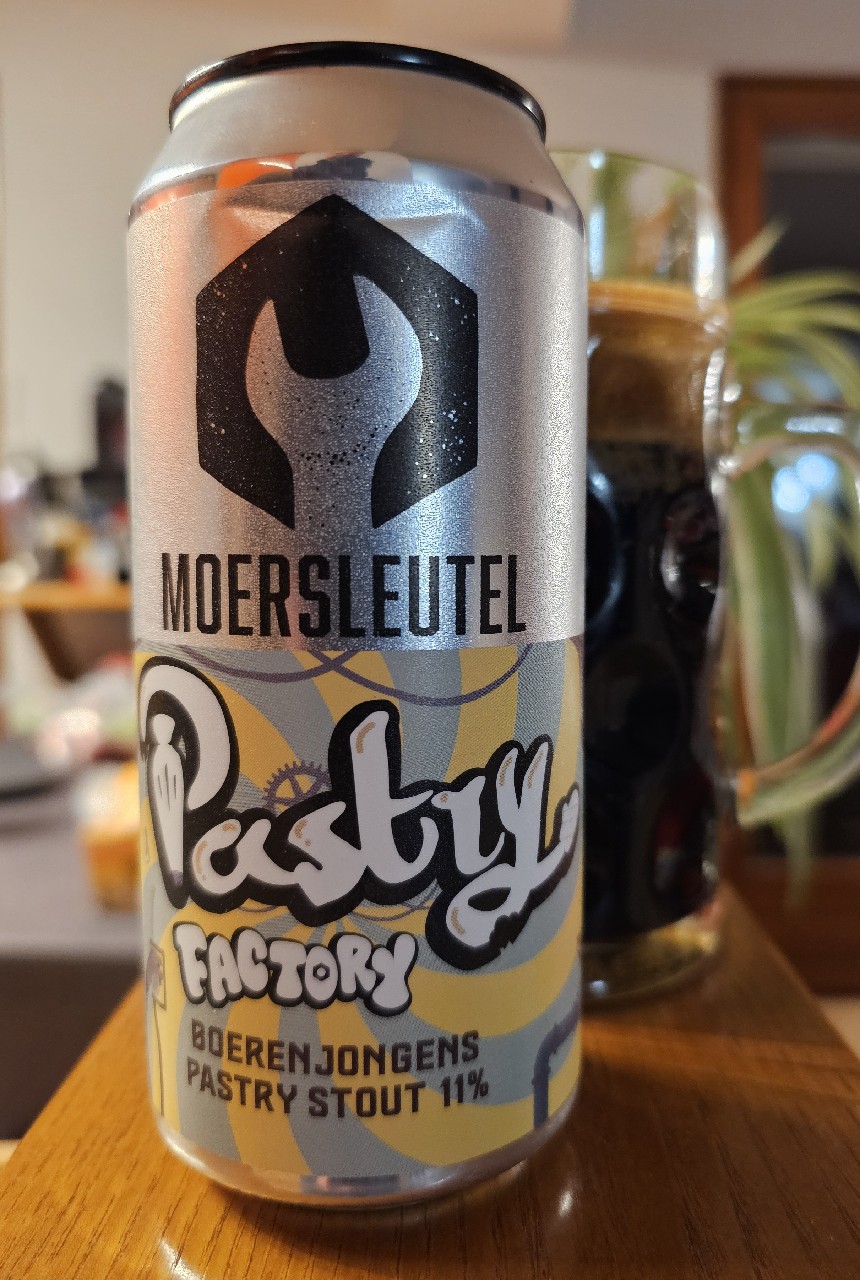 MOERSLEUTEL
Pastry
FACTORY
BOERENJONGENS
PASTRY STOUT 11%